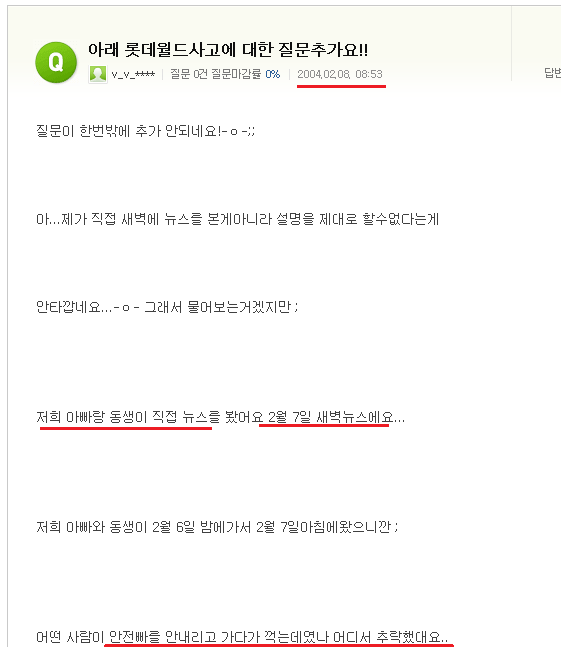 Q
아래 롯데월드사고에 대한 질문추가요!!
v_v_**** 질문 0건 질문마감률 0% 2004.02.08. 08:53
답변
질문이 한번밖에 추가 안되네요!-ㅇ-;;
아...제가 직접 새벽에 뉴스를 본게아니라 설명을 제대로 할수없다는게
안타깝네요...-ㅇ- 그래서 물어보는거겠지만 ;
저희 아빠랑 동생이 직접 뉴스를 봤어요 2월 7일 새벽뉴스에요...
저희 아빠와 동생이 2월 6일 밤에가서 2월 7일아침에왔으니깐 ;
어떤 사람이 안전빠를 안내리고 가다가 꺽는데였나 어디서 추락했대요..